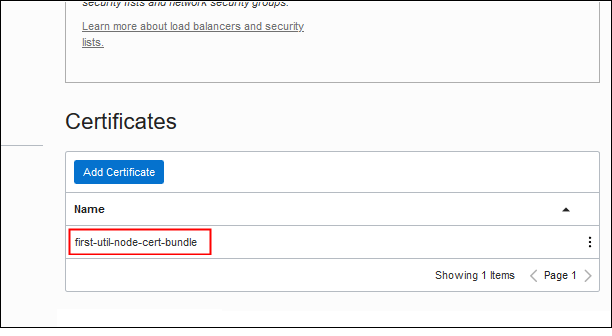 security lists and network security groups.
Learn more about load balancers and security
lists.
Certificates
Add Certificate
Name
first-util-node-cert-bundle
Showing 1 Items
Page 1